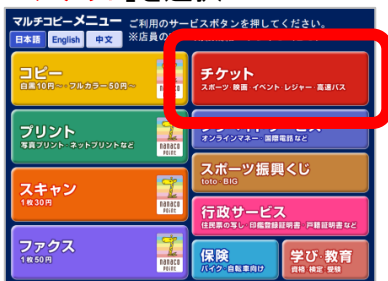 マルチコピーメニュー ご利用のサービスボタンを押してください。
日本語 English 中文 ※店員の
コピー
白黒10円～・フルカラー50円～
チケット
スポーツ・映画・イベント・レジャー・高速バス
プリント
写真プリント・ネットプリントなど
nanaco POINT
オンラインマネー・国際電話など
スポーツ振興くじ
toto・BIG
スキャン
1枚30円
nanaco POINT
行政サービス
住民票の写し・印鑑登録証明書・戸籍証明書など
ファクス
1枚50円
nanaco POINT
保険
バイク・自転車向け
学び・教育
資格・検定・受験